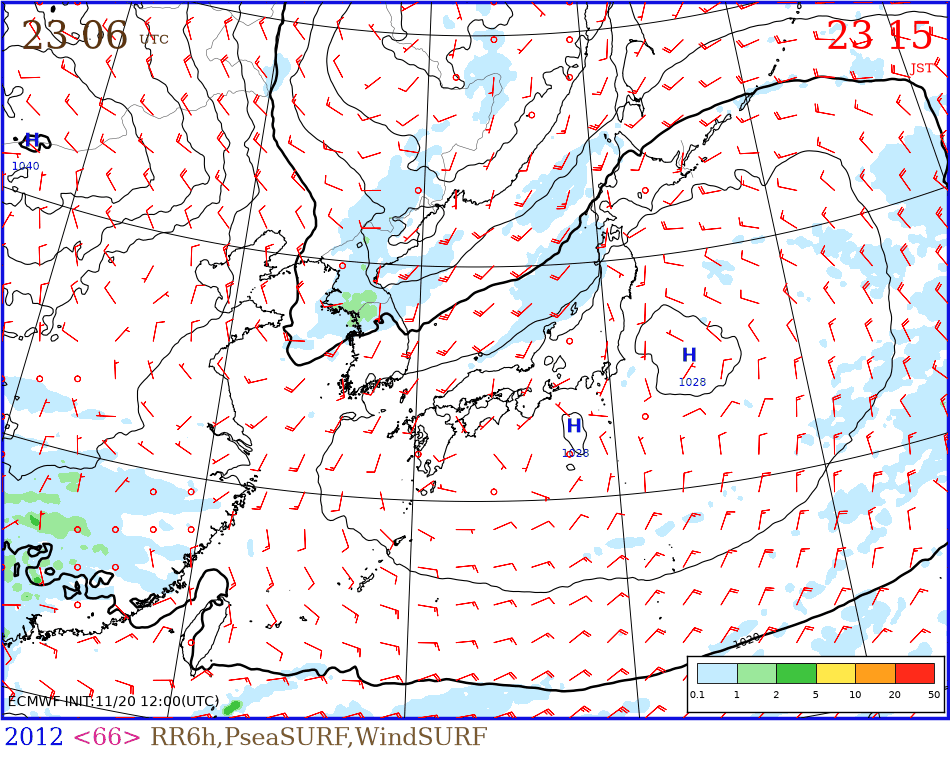 23 06 UTC
23 15
JST
H
1040
H
1028
H
1028
1020
0.1 1 2 5 10 20 50
ECMWF INIT:11/20 12:00(UTC)
2012 <66> RR6h,PseaSURF,WindSURF